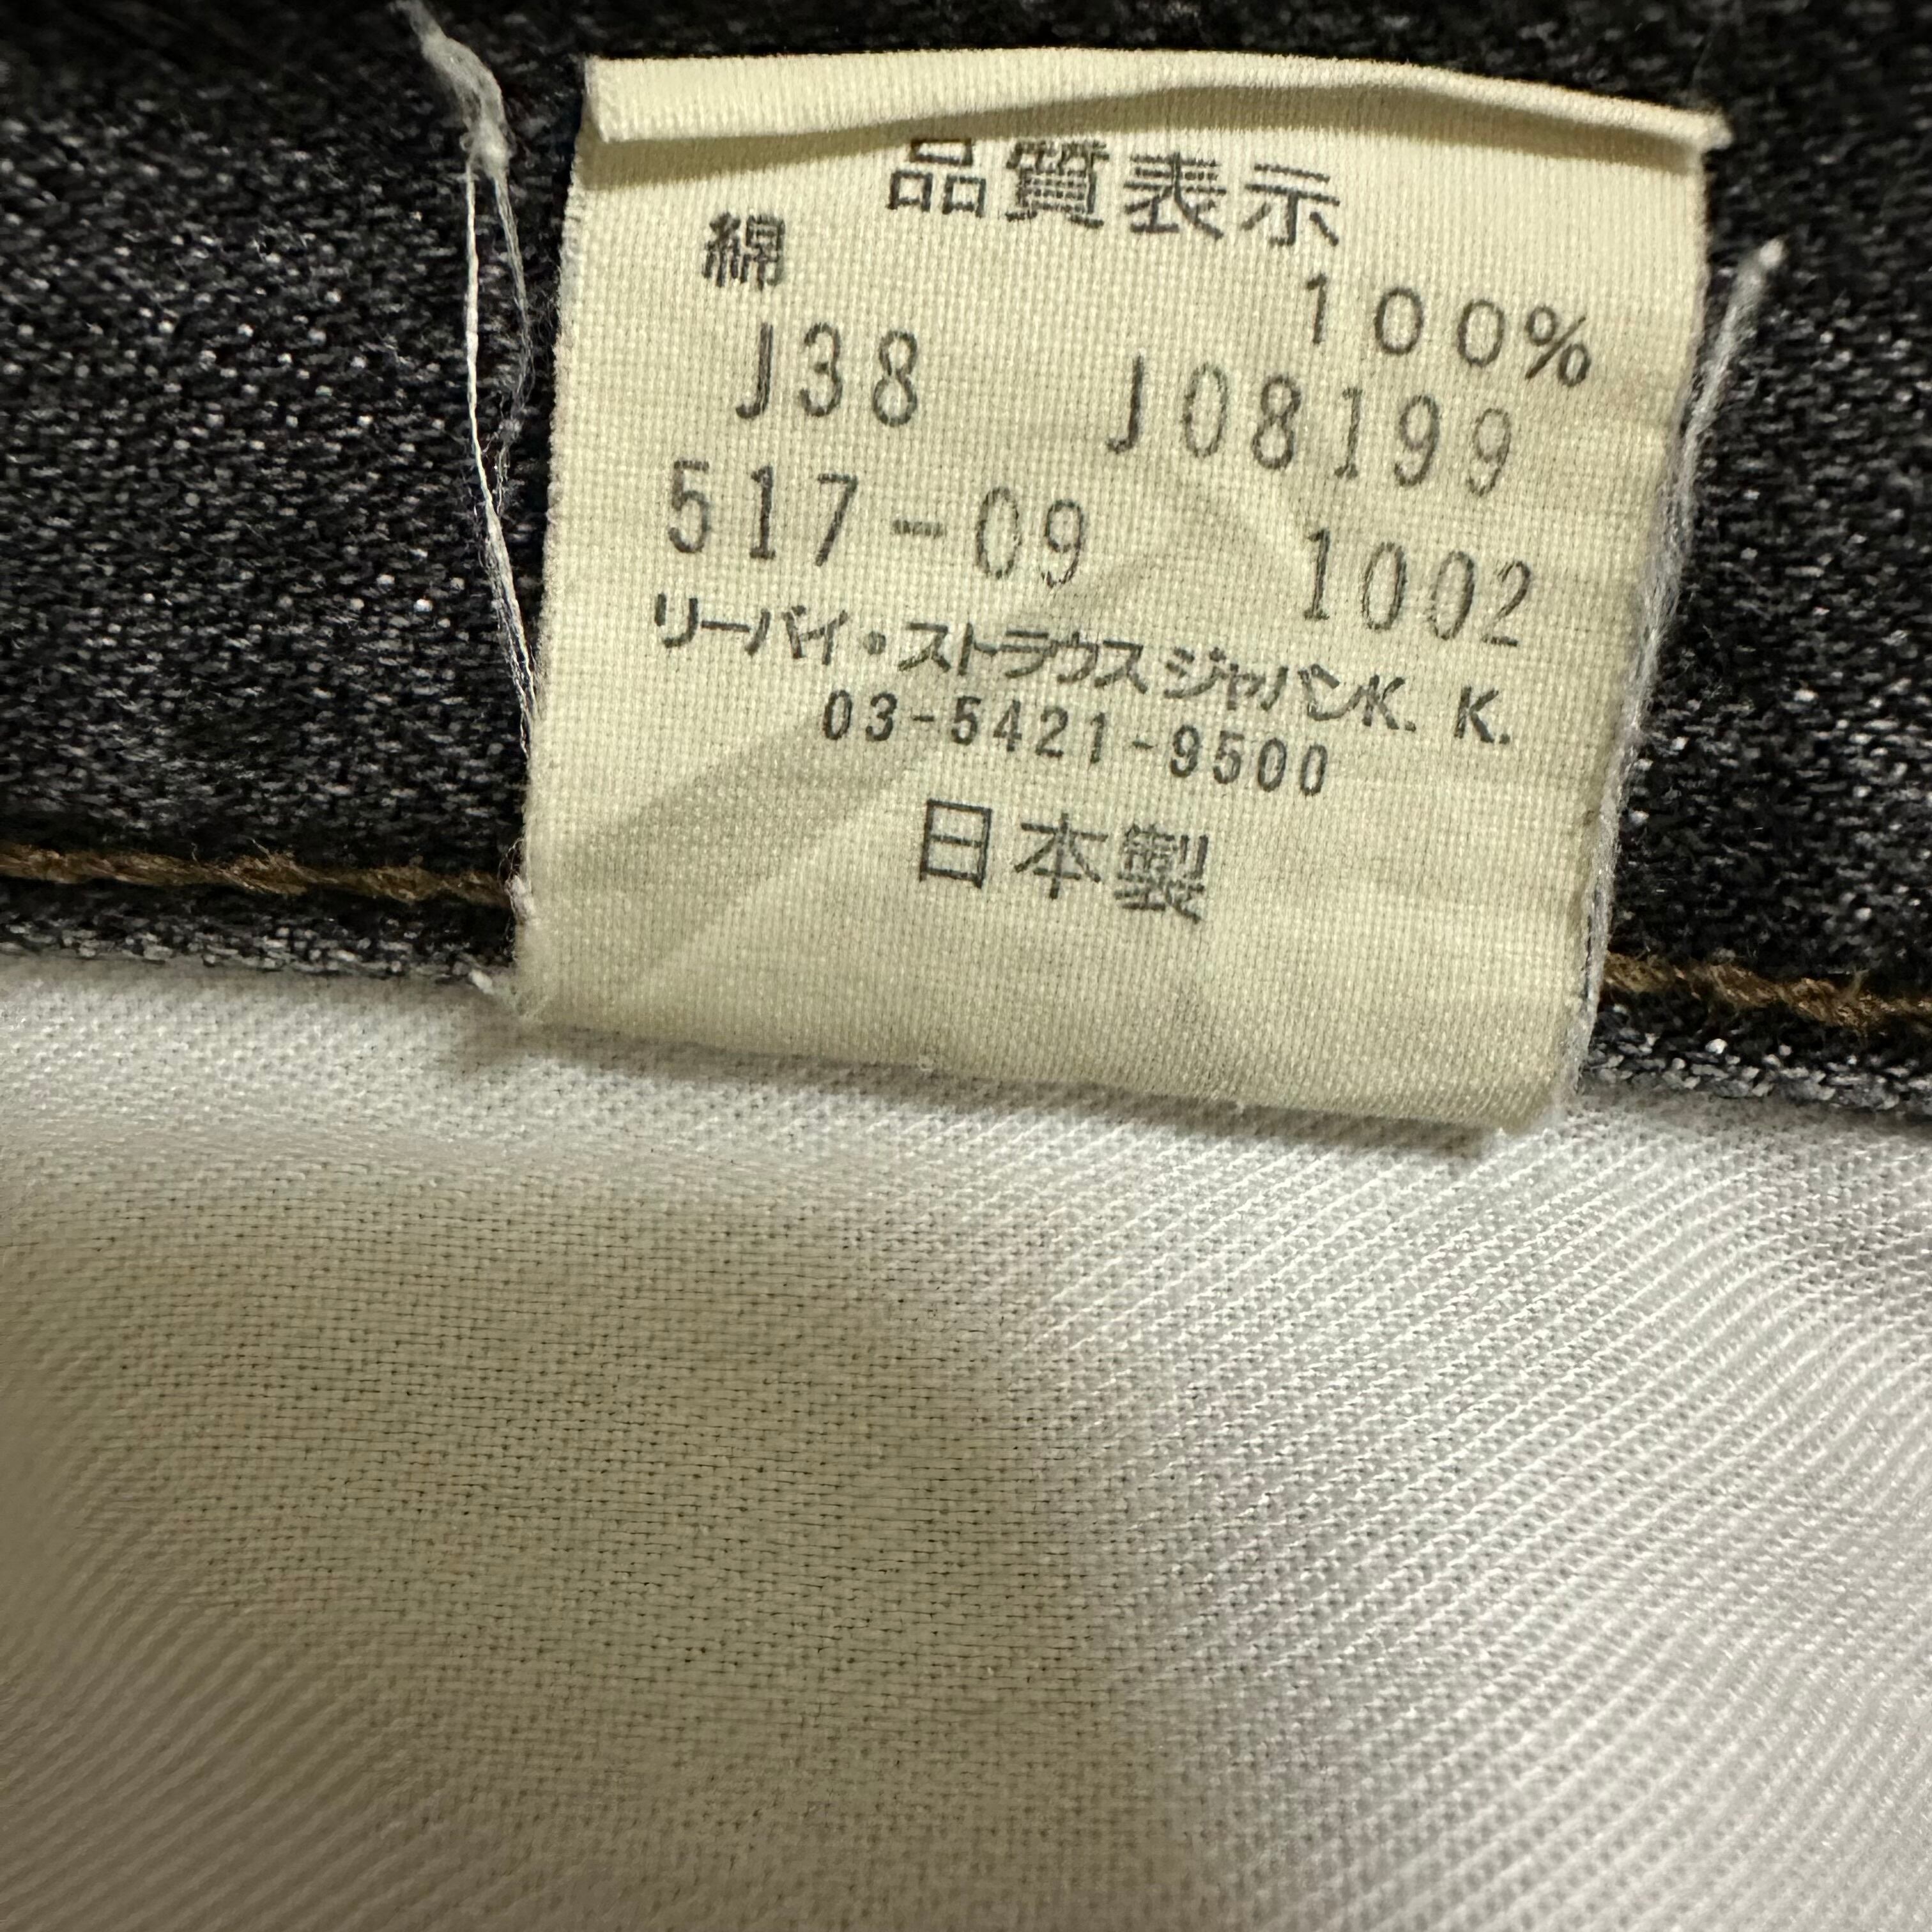 品質表示
綿 100%
J38 J08199
517-09 1002
リーバイ・ストラウス ジャパンK. K.
03-5421-9500
日本製